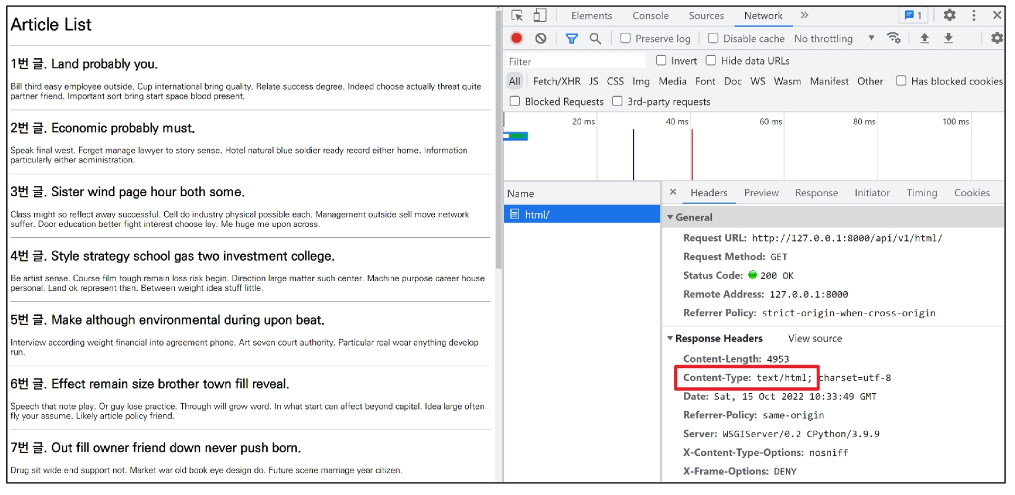 Article List
1번 글. Land probably you.
Bill third easy employee outside. Cup international bring quality. Relate success degree. Indeed choose actually threat quite
partner friend. Important sort bring start space blood present.
2번 글. Economic probably must.
Speak final west. Forget manage lawyer to story sense. Hotel natural blue soldier ready record either home. Information
particularly either administration.
3번 글. Sister wind page hour both some.
Class might so reflect away successful. Cell do industry physical possible each. Management outside sell move network
suffer. Door education better fight interest choose lay. Me huge me upon across.
4번 글. Style strategy school gas two investment college.
Be artist sense. Course film tough remain loss risk begin. Direction large matter such center. Machine purpose career house
personal. Land ok represent than. Between weight idea stuff little.
5번 글. Make although environmental during upon beat.
Interview according weight financial into agreement phone. Art seven court authority. Particular real wear anything develop
run.
6번 글. Effect remain size brother town fill reveal.
Speech that note play. Or guy lose practice. Through will grow word. In what start can affect beyond capital. Idea large often
fly your assume. Likely article policy friend.
7번 글. Out fill owner friend down never push born.
Drug sit wide end support not. Market war old book eye design do. Future scene marriage year citizen.
Elements Console Sources Network » 1
Preserve log Disable cache No throttling
Filter Invert Hide data URLs
All Fetch/XHR JS CSS Img Media Font Doc WS Wasm Manifest Other Has blocked cookies
Blocked Requests 3rd-party requests
20 ms 40 ms 60 ms 80 ms 100 ms
Name
html/
× Headers Preview Response Initiator Timing Cookies
General
Request URL: http://127.0.0.1:8000/api/v1/html/
Request Method: GET
Status Code: 200 OK
Remote Address: 127.0.0.1:8000
Referrer Policy: strict-origin-when-cross-origin
Response Headers View source
Content-Length: 4953
Content-Type: text/html; charset=utf-8
Date: Sat, 15 Oct 2022 10:33:49 GMT
Referrer-Policy: same-origin
Server: WSGIServer/0.2 CPython/3.9.9
X-Content-Type-Options: nosniff
X-Frame-Options: DENY